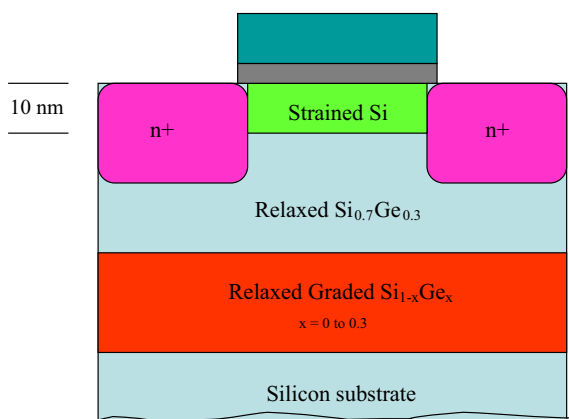 10 nm
Strained Si
n+
n+
Relaxed Si₀.₇Ge₀.₃
Relaxed Graded Si₁₋ₓGeₓ
x = 0 to 0.3
Silicon substrate